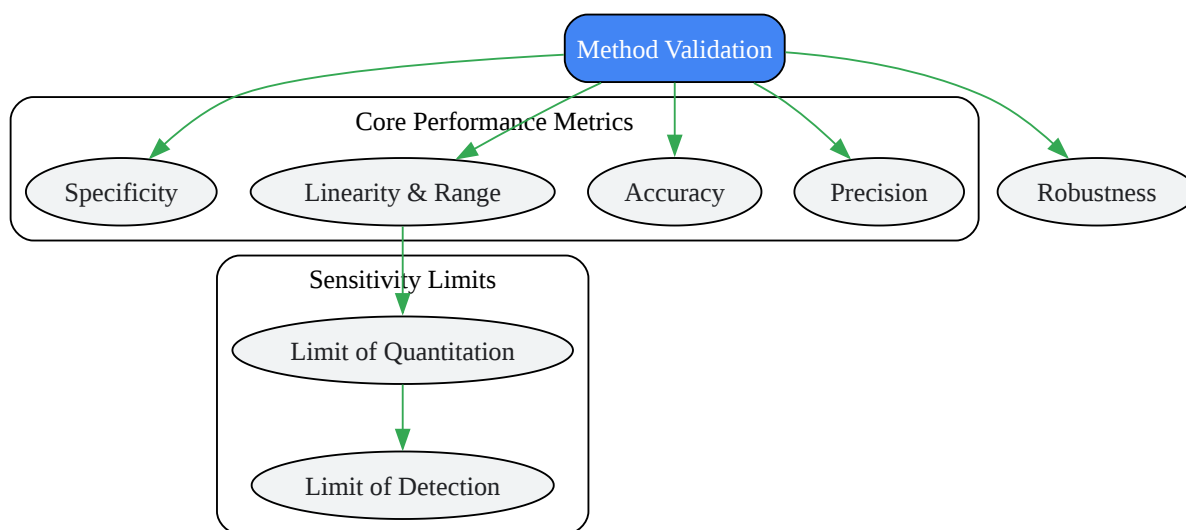 Method Validation
Core Performance Metrics
Specificity
Linearity & Range
Accuracy
Precision
Robustness
Sensitivity Limits
Limit of Quantitation
Limit of Detection